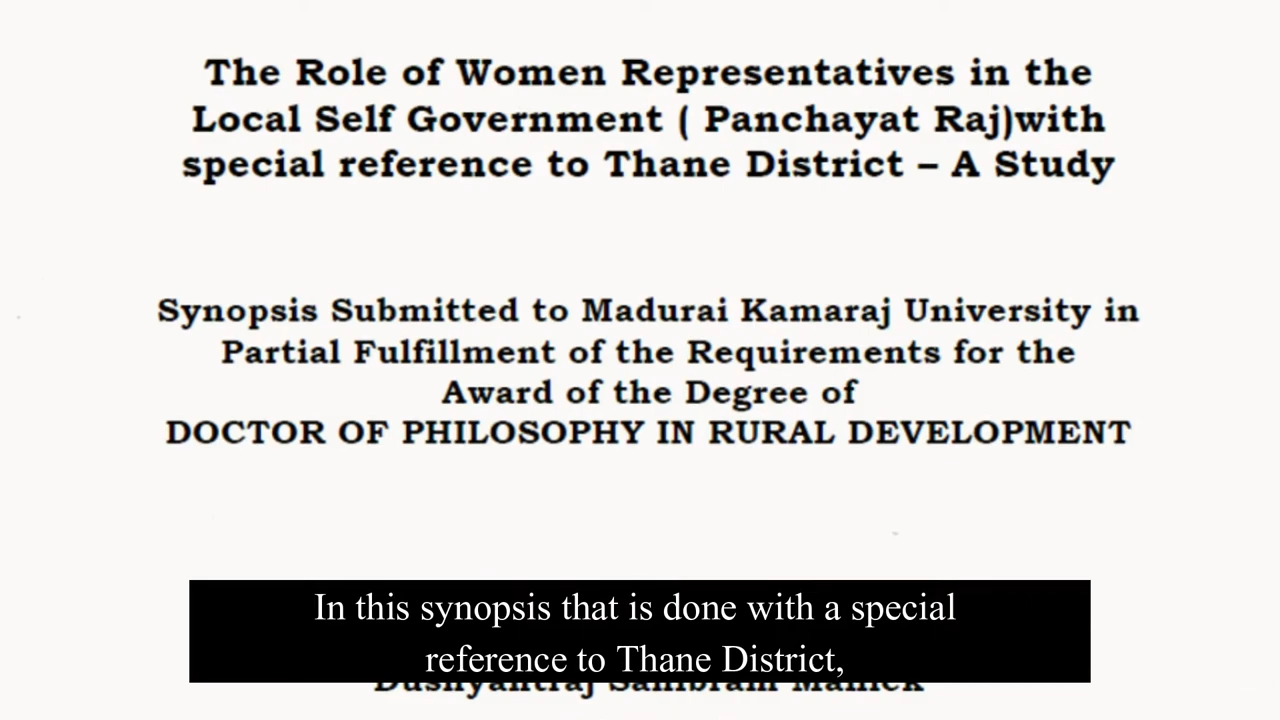 The Role of Women Representatives in the
Local Self Government ( Panchayat Raj)with
special reference to Thane District – A Study
Synopsis Submitted to Madurai Kamaraj University in
Partial Fulfillment of the Requirements for the
Award of the Degree of
DOCTOR OF PHILOSOPHY IN RURAL DEVELOPMENT
In this synopsis that is done with a special
reference to Thane District,